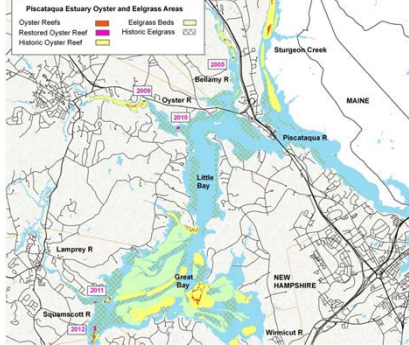 Piscataqua Estuary Oyster and Eelgrass Areas
Oyster Reefs
Eelgrass Beds
Restored Oyster Reef
Historic Eelgrass
Historic Oyster Reef
Sturgeon Creek
2005
Bellamy R
2009
MAINE
Oyster R
2010
Piscataqua R
Little
Bay
Lamprey R
Great
Bay
NEW
HAMPSHIRE
2011
Squamscott R
2012
Winnicut R